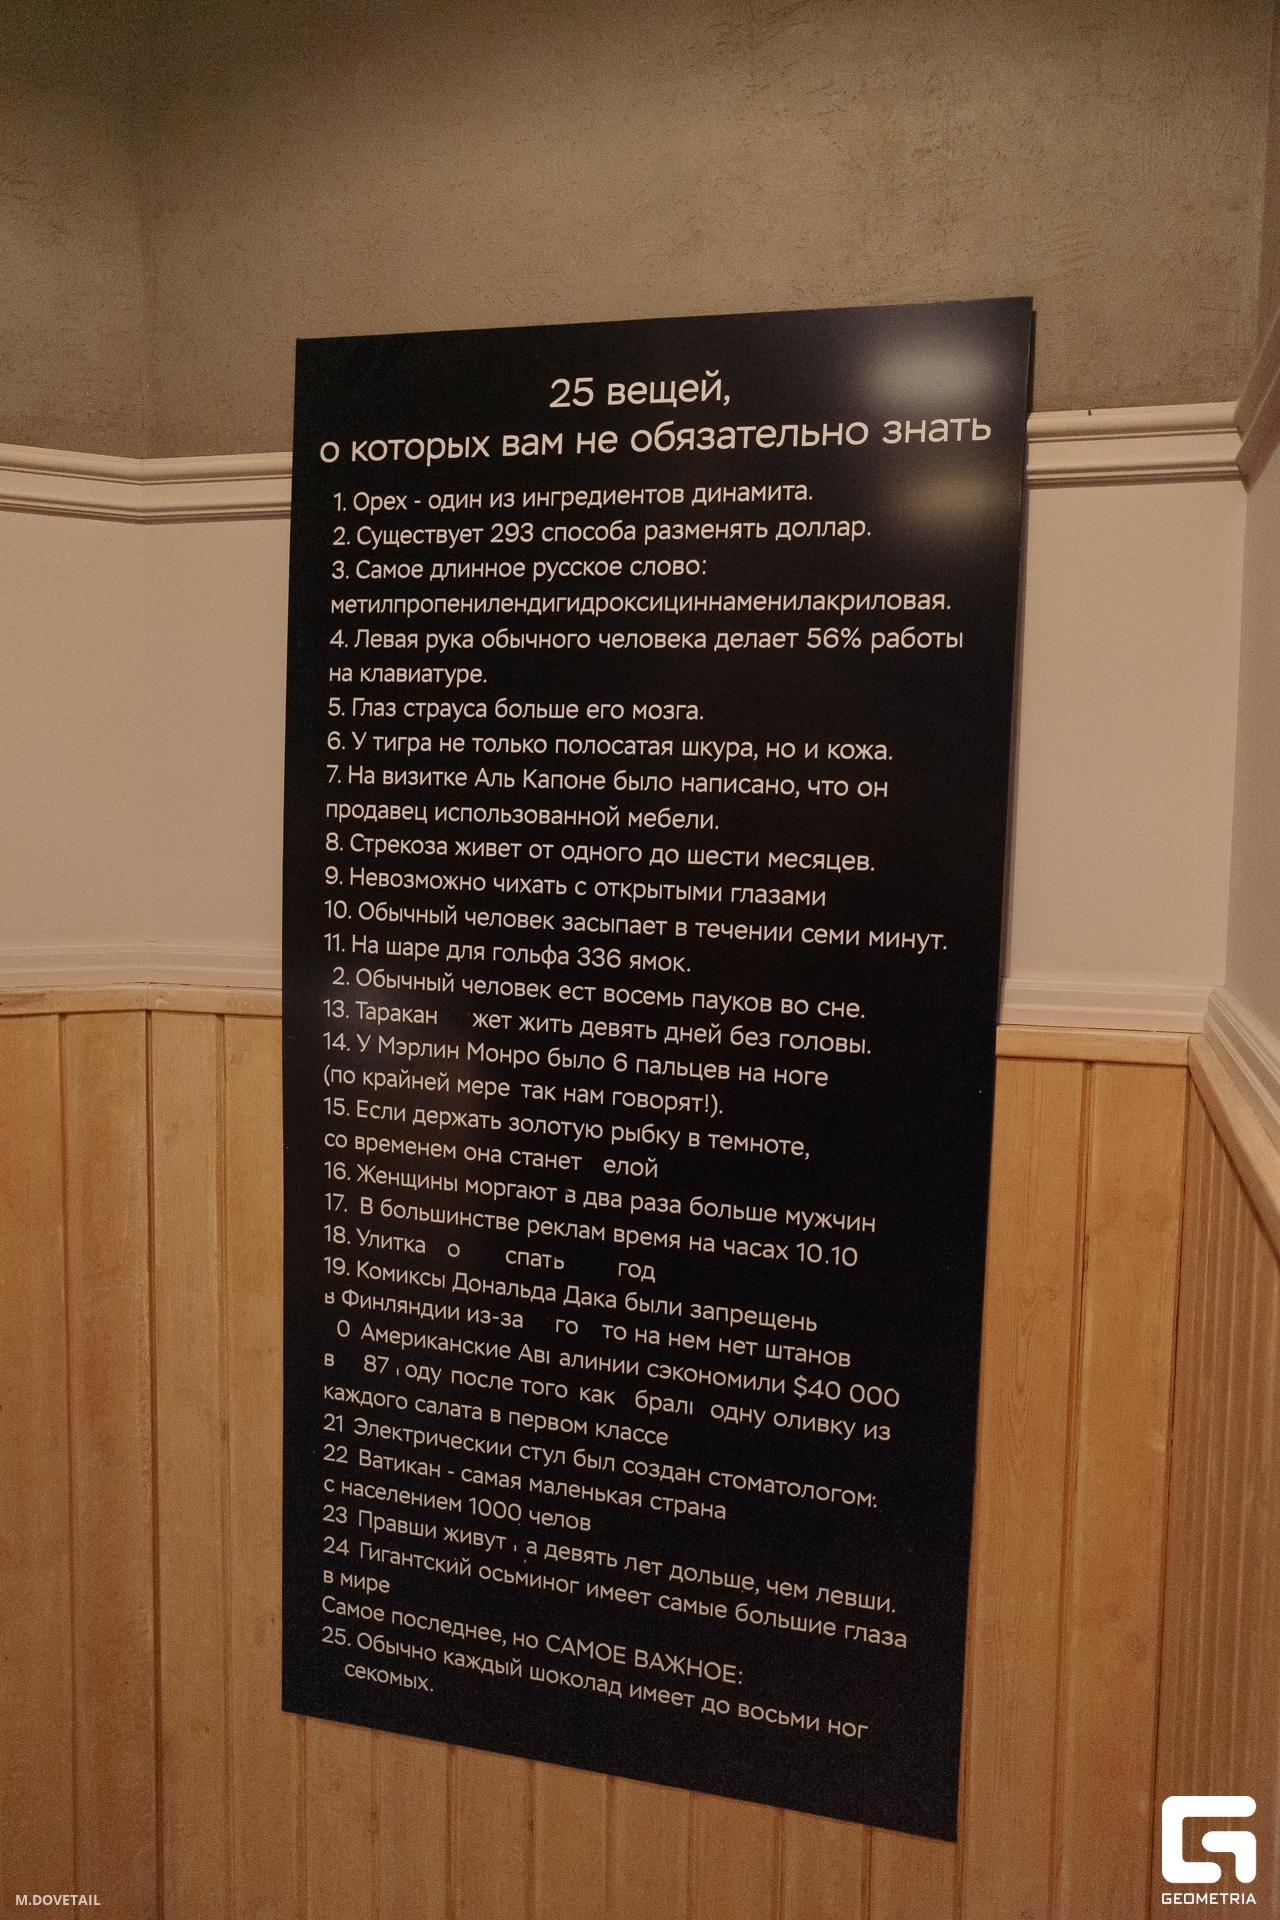 25 вещей,
о которых вам не обязательно знать
1. Орех - один из ингредиентов динамита.
2. Существует 293 способа разменять доллар.
3. Самое длинное русское слово:
метилпропенилендигидроксициннаменилакриловая.
4. Левая рука обычного человека делает 56% работы
на клавиатуре.
5. Глаз страуса больше его мозга.
6. У тигра не только полосатая шкура, но и кожа.
7. На визитке Аль Капоне было написано, что он
продавец использованной мебели.
8. Стрекоза живет от одного до шести месяцев.
9. Невозможно чихать с открытыми глазами
10. Обычный человек засыпает в течении семи минут.
11. На шаре для гольфа 336 ямок.
2. Обычный человек ест восемь пауков во сне.
13. Таракан жет жить девять дней без головы.
14. У Мэрлин Монро было 6 пальцев на ноге
(по крайней мере так нам говорят!).
15. Если держать золотую рыбку в темноте,
со временем она станет елой
16. Женщины моргают в два раза больше мужчин
17. В большинстве реклам время на часах 10.10
18. Улитка о спать год
19. Комиксы Дональда Дака были запрещень
в Финляндии из-за го то на нем нет штанов
0 Американские Ави алинии сэкономили $40 000
в 87 оду после того как брали одну оливку из
каждого салата в первом классе
21 Электрическии стул был создан стоматологом:
22 Ватикан - самая маленькая страна
с населением 1000 челов
23 Правши живут а девять лет дольше, чем левши.
24 Гигантский осьминог имеет самые большие глаза
в мире
Самое последнее, но САМОЕ ВАЖНОЕ:
25. Обычно каждый шоколад имеет до восьми ног
секомых.
M.DOVETAIL
GEOMETRIA